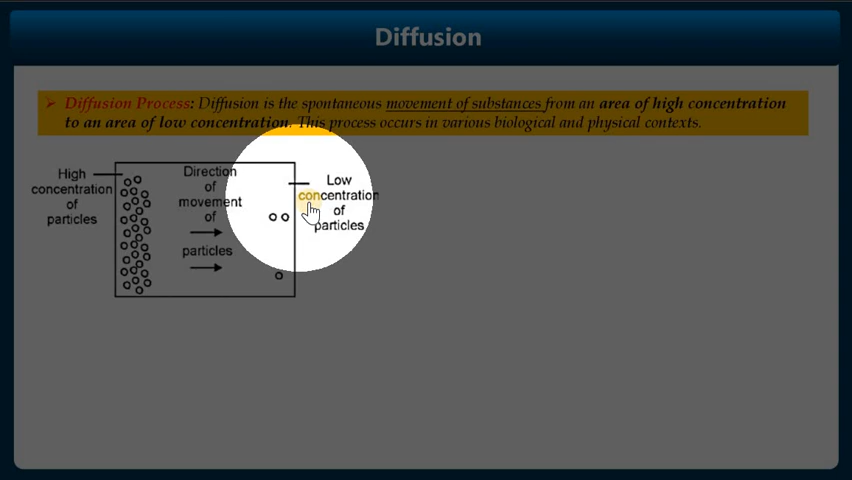 Diffusion
Diffusion Process: Diffusion is the spontaneous movement of substances from an area of high concentration
to an area of low concentration. This process occurs in various biological and physical contexts.
High
concentration
of
particles
Direction
of
movement
of
particles
Low
concentration
of
particles